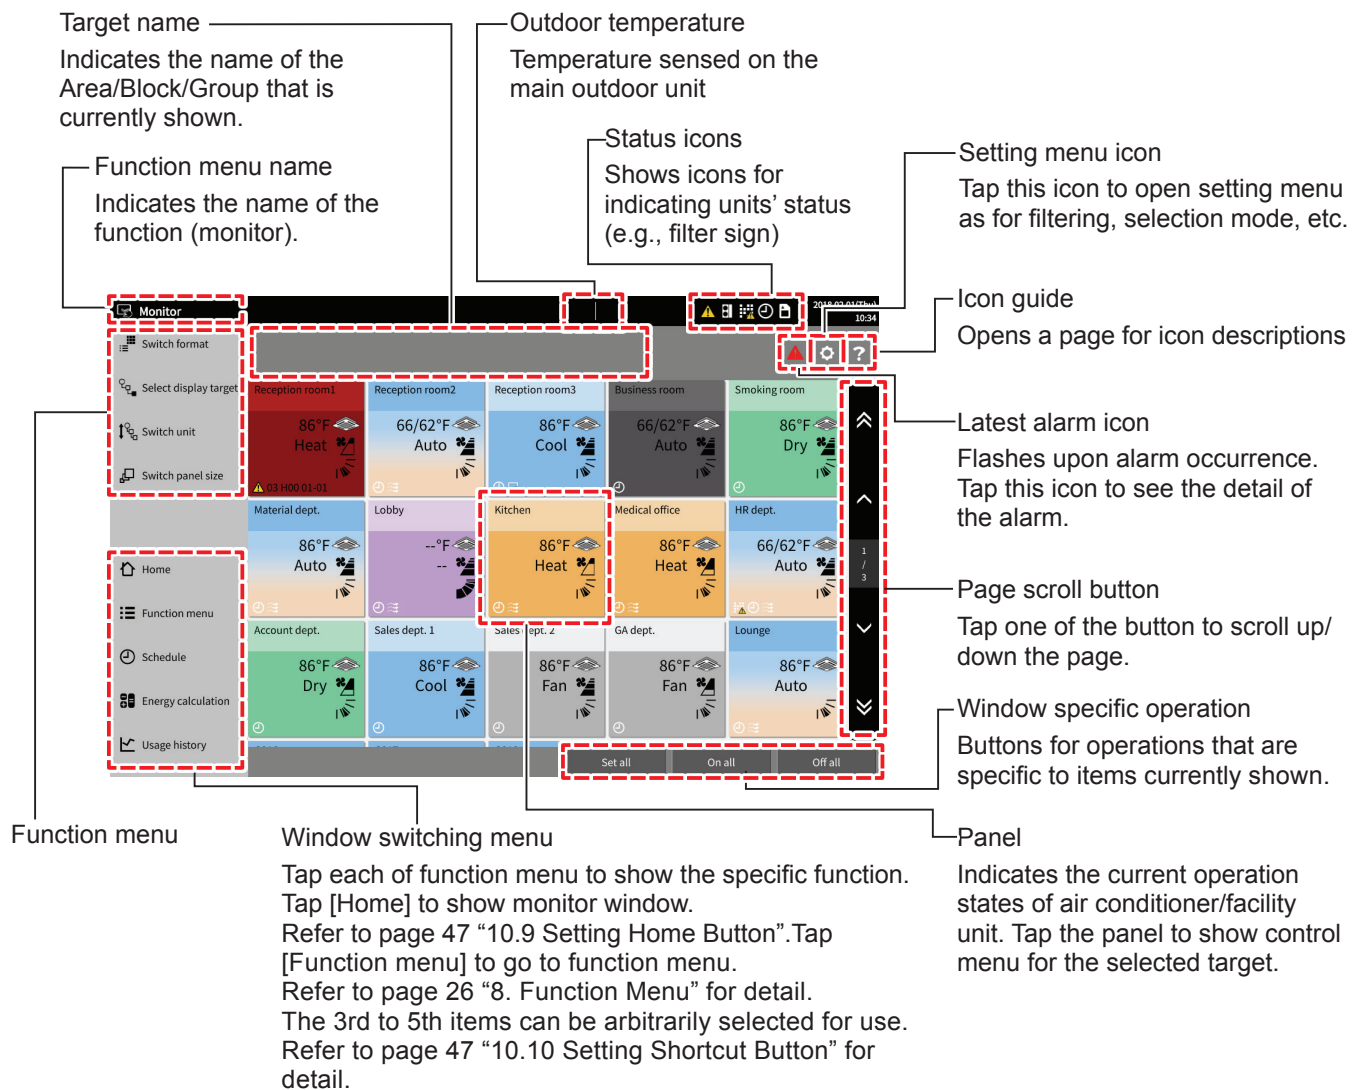 Target name
Indicates the name of the
Area/Block/Group that is
currently shown.
Outdoor temperature
Temperature sensed on the
main outdoor unit
Function menu name
Indicates the name of the
function (monitor).
Status icons
Shows icons for
indicating units’ status
(e.g., filter sign)
Setting menu icon
Tap this icon to open setting menu
as for filtering, selection mode, etc.
Icon guide
Opens a page for icon descriptions
Latest alarm icon
Flashes upon alarm occurrence.
Tap this icon to see the detail of
the alarm.
Page scroll button
Tap one of the button to scroll up/
down the page.
Window specific operation
Buttons for operations that are
specific to items currently shown.
Panel
Indicates the current operation
states of air conditioner/facility
unit. Tap the panel to show control
menu for the selected target.
Monitor
2018.02.01(Thu)
10:34
?
Switch format
Select display target
Switch unit
Switch panel size
Home
Function menu
Schedule
Energy calculation
Usage history
Reception room1
86°F
Heat
03 H00 01-01
Reception room2
66/62°F
Auto
Reception room3
86°F
Cool
Business room
66/62°F
Auto
Smoking room
86°F
Dry
Material dept.
86°F
Auto
Lobby
--°F
--
Kitchen
86°F
Heat
Medical office
86°F
Heat
HR dept.
66/62°F
Auto
Account dept.
86°F
Dry
Sales dept. 1
86°F
Cool
Sales dept. 2
86°F
Fan
GA dept.
86°F
Fan
Lounge
86°F
Auto
1
/
3
Set all
On all
Off all
Function menu
Window switching menu
Tap each of function menu to show the specific function.
Tap [Home] to show monitor window.
Refer to page 47 “10.9 Setting Home Button”.Tap
[Function menu] to go to function menu.
Refer to page 26 “8. Function Menu” for detail.
The 3rd to 5th items can be arbitrarily selected for use.
Refer to page 47 “10.10 Setting Shortcut Button” for
detail.